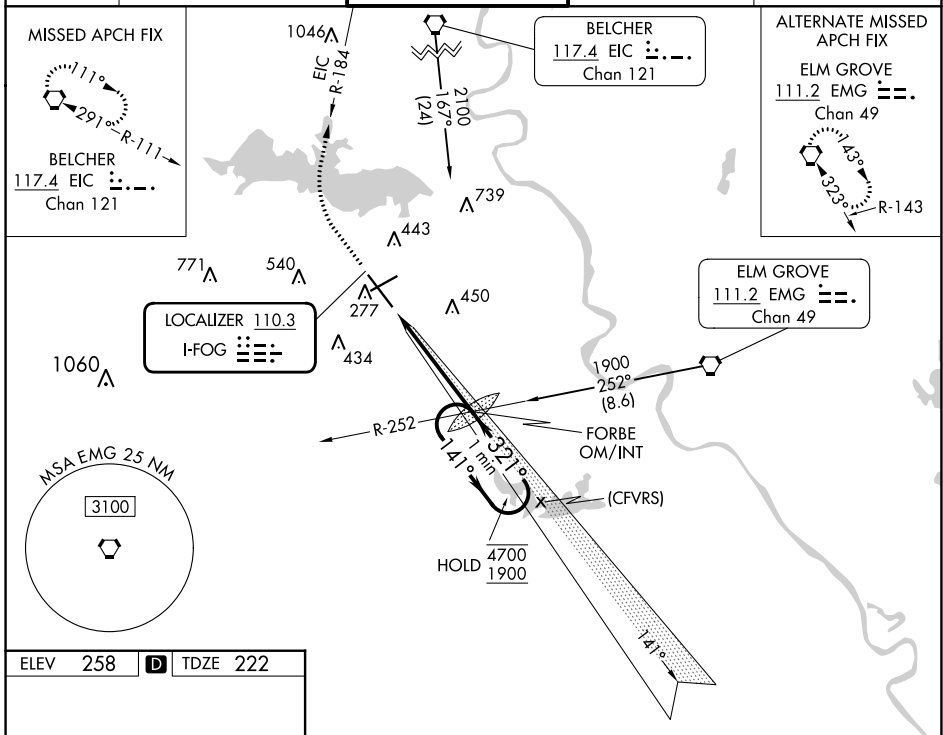 MISSED APCH FIX
111°
291°
R-111
BELCHER
117.4 EIC
Chan 121
1046
EIC
R-184
2100
167°
(24)
BELCHER
117.4 EIC
Chan 121
ALTERNATE MISSED
APCH FIX
ELM GROVE
111.2 EMG
Chan 49
143°
323°
R-143
739
443
771
540
277
450
434
1060
LOCALIZER 110.3
I-FOG
ELM GROVE
111.2 EMG
Chan 49
1900
252°
(8.6)
R-252
FORBE
OM/INT
321°
1 min
141°
(CFVRS)
HOLD
4700
1900
MSA EMG 25 NM
3100
141°
ELEV 258
D
TDZE 222